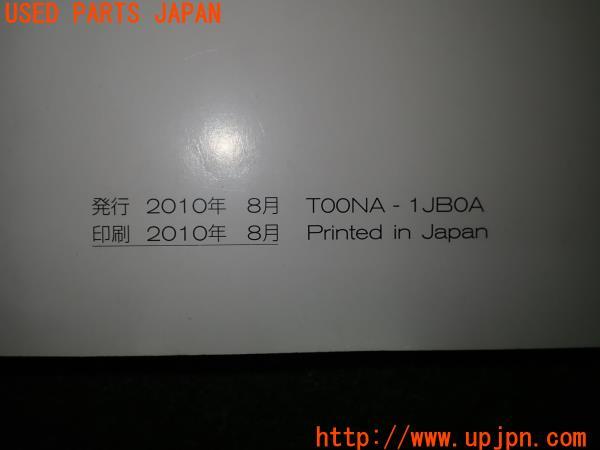 USED PARTS JAPAN
発行 2010年 8月 T00NA - 1JB0A
印刷 2010年 8月 Printed in Japan
http://www.upjpn.com/